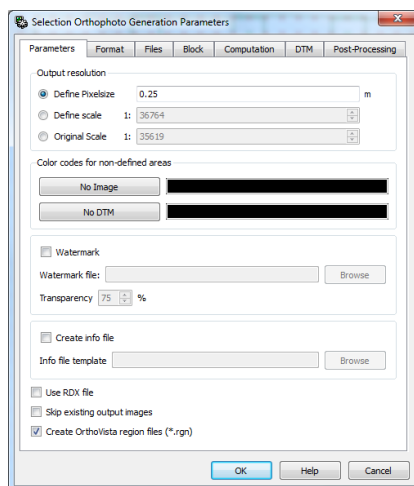 Selection Orthophoto Generation Parameters
Parameters Format Files Block Computation DTM Post-Processing
Output resolution
Define Pixelsize 0.25 m
Define scale 1: 36764
Original Scale 1: 35619
Color codes for non-defined areas
No Image
No DTM
Watermark
Watermark file: Browse
Transparency 75 %
Create info file
Info file template Browse
Use RDX file
Skip existing output images
Create OrthoVista region files (*.rgn)
OK Help Cancel